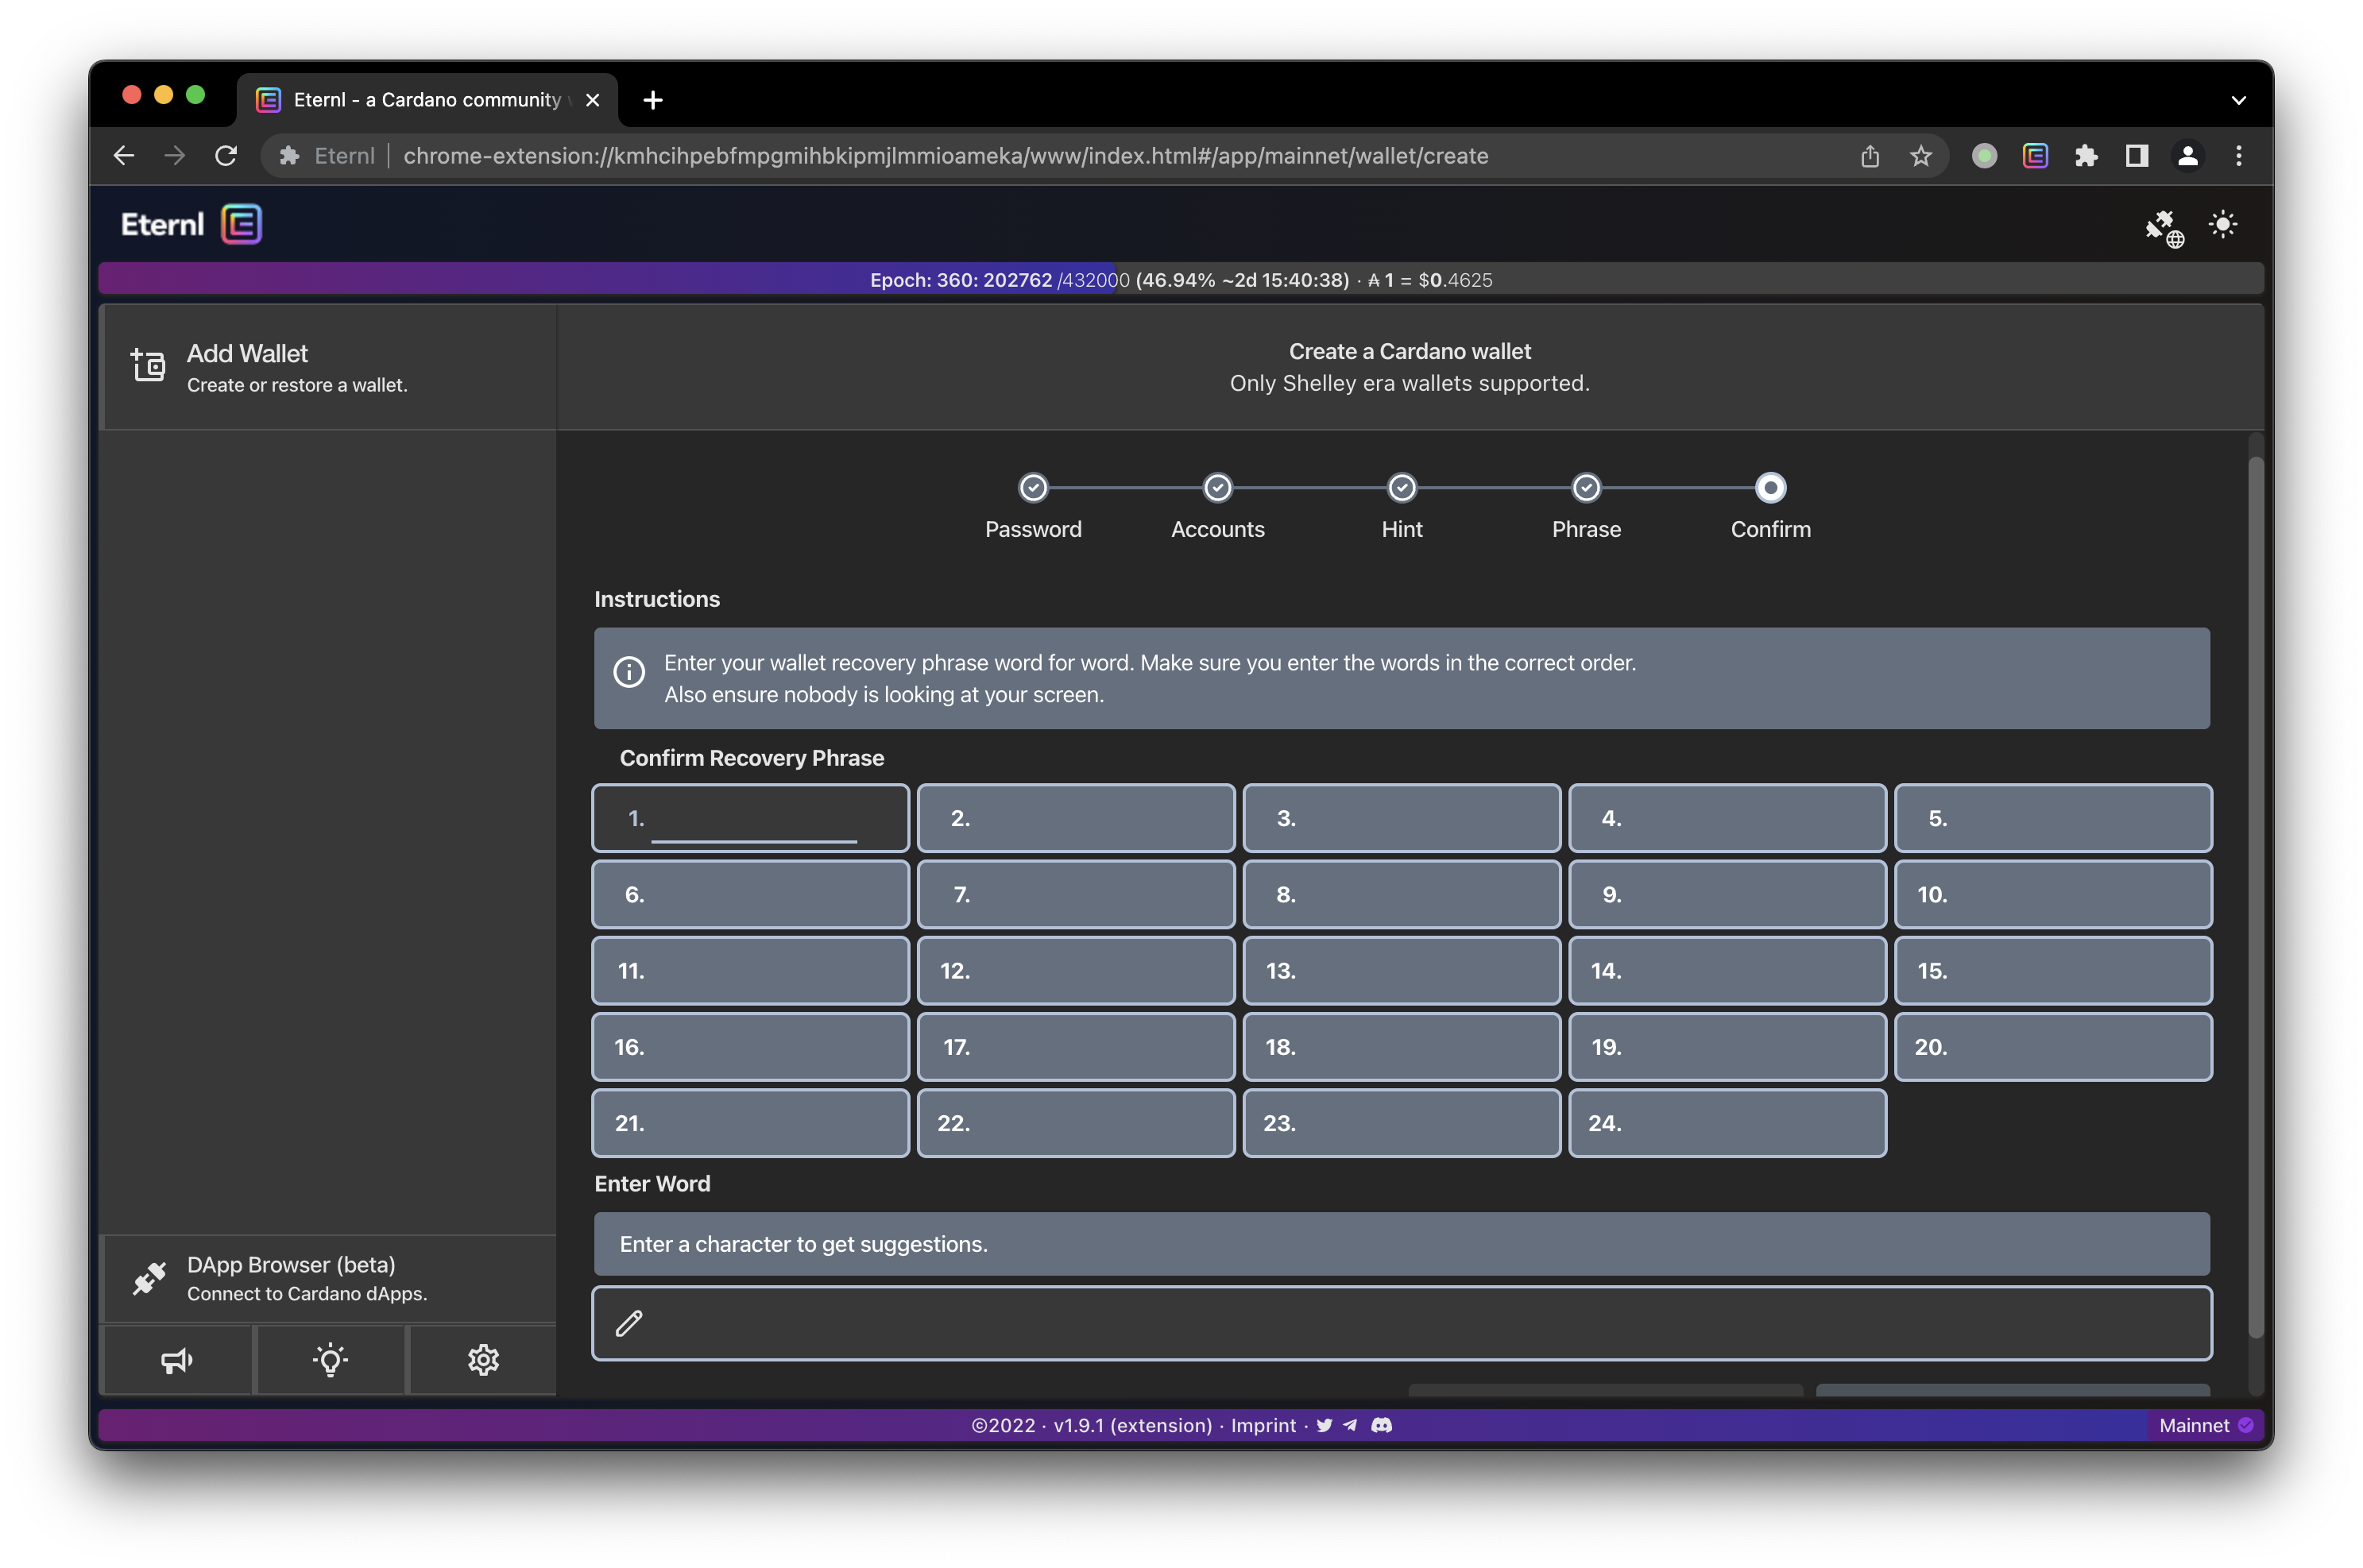 Eternl - a Cardano community
Eternl chrome-extension://kmhcihpebfmpgmihbkipmjlmmioameka/www/index.html#/app/mainnet/wallet/create
Eternl
Epoch: 360: 202762 /432000 (46.94% ~2d 15:40:38) · ₳ 1 = $0.4625
Add Wallet
Create or restore a wallet.
Create a Cardano wallet
Only Shelley era wallets supported.
Password Accounts Hint Phrase Confirm
Instructions
Enter your wallet recovery phrase word for word. Make sure you enter the words in the correct order.
Also ensure nobody is looking at your screen.
Confirm Recovery Phrase
1. 2. 3. 4. 5.
6. 7. 8. 9. 10.
11. 12. 13. 14. 15.
16. 17. 18. 19. 20.
21. 22. 23. 24.
Enter Word
Enter a character to get suggestions.
DApp Browser (beta)
Connect to Cardano dApps.
©2022 · v1.9.1 (extension) · Imprint ·
Mainnet